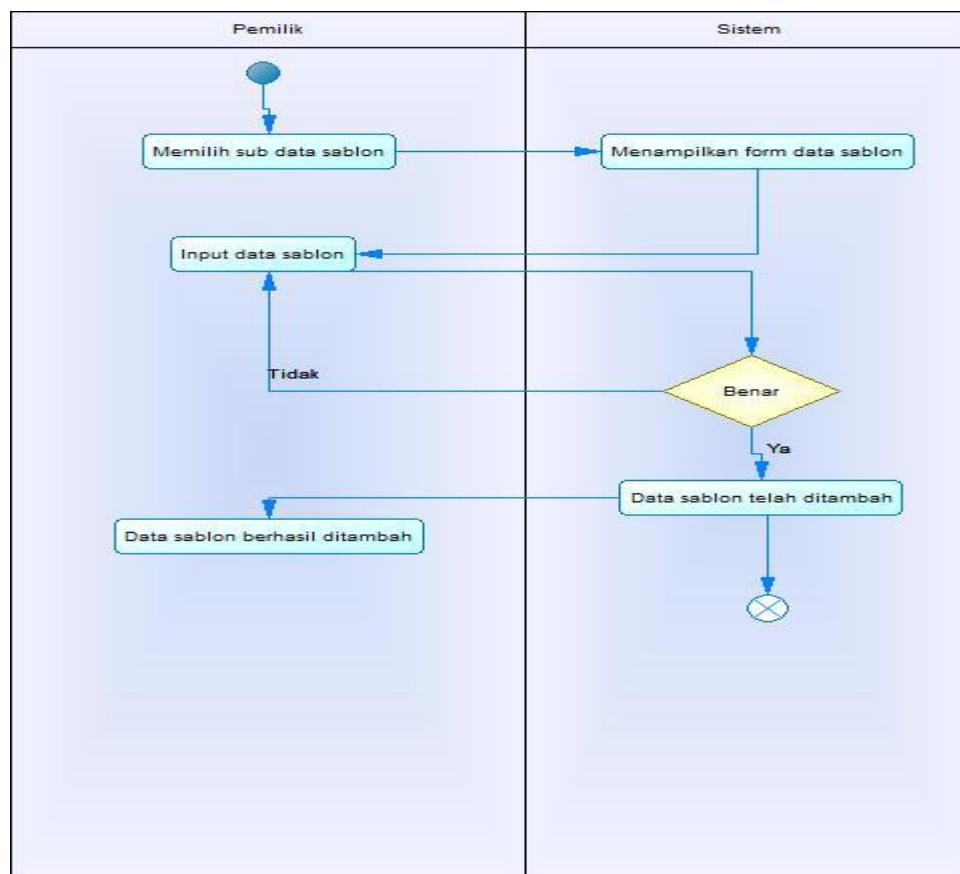 Pemilik
Sistem
Memilih sub data sablon
Menampilkan form data sablon
Input data sablon
Tidak
Benar
Ya
Data sablon telah ditambah
Data sablon berhasil ditambah